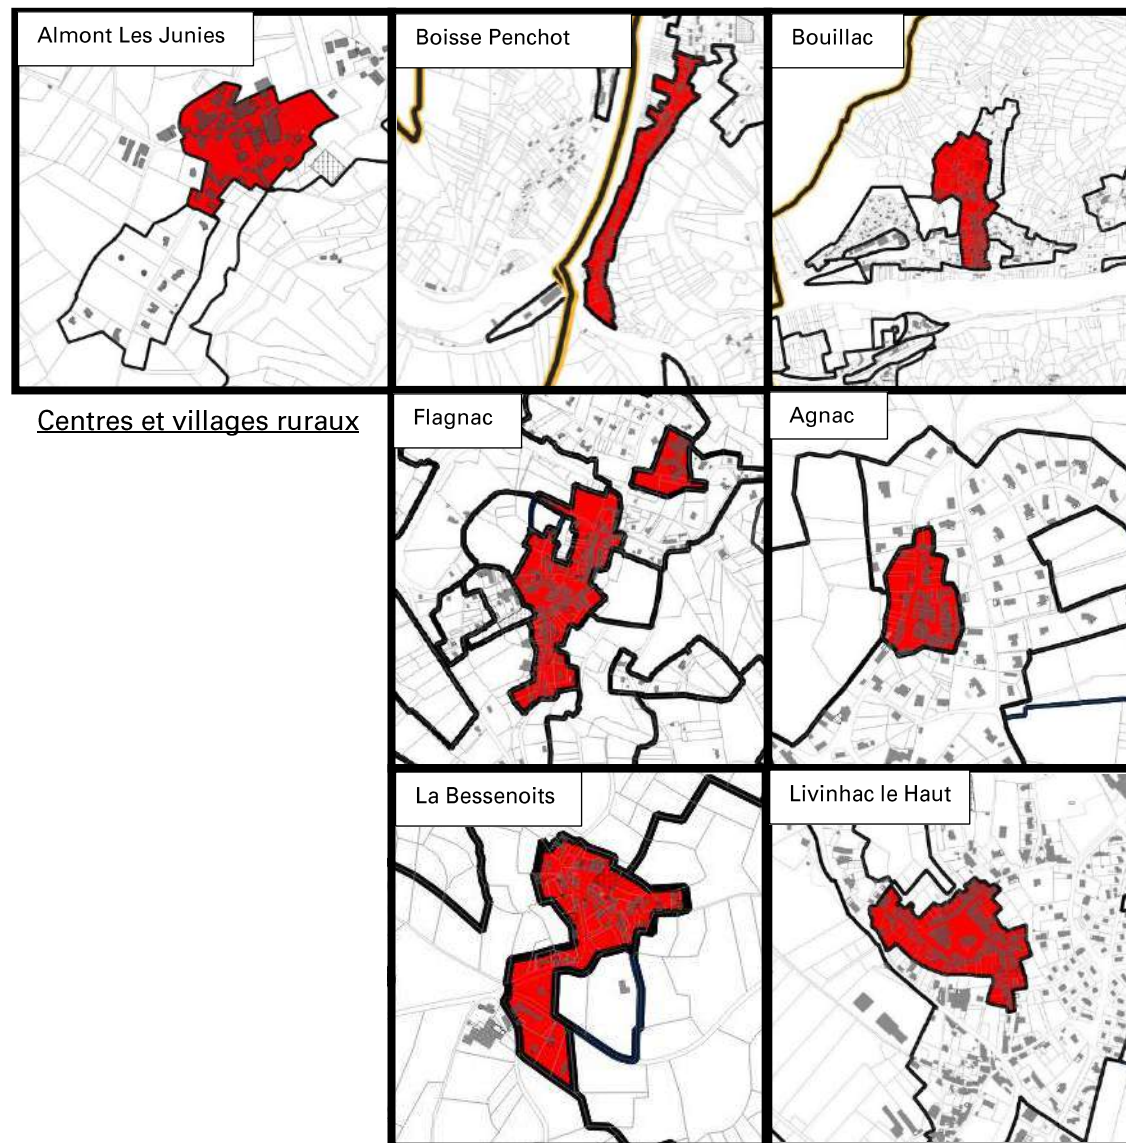 Almont Les Junies
Boisse Penchot
Bouillac
Centres et villages ruraux
Flagnac
Agnac
La Bessenoits
Livinhac le Haut